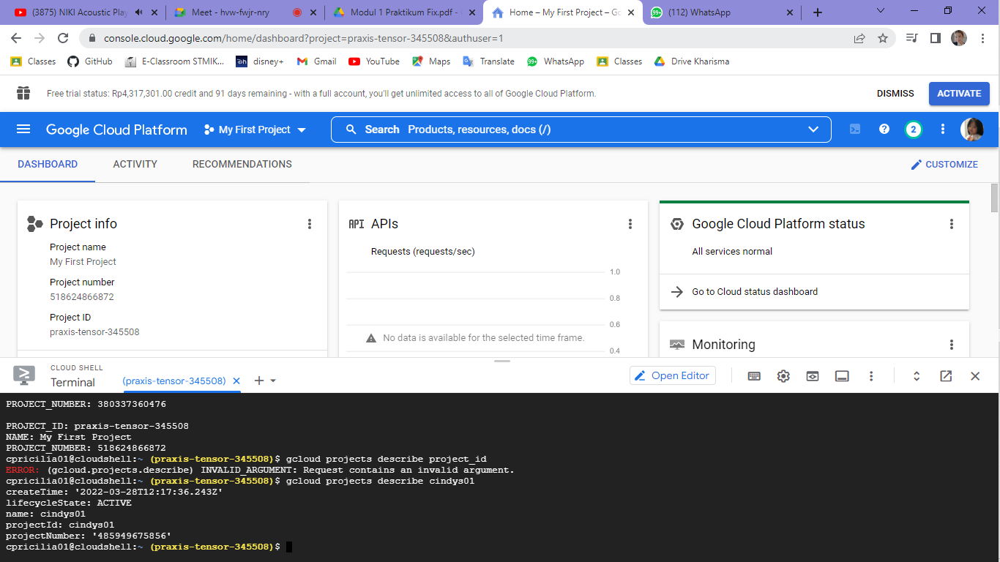 (3875) NIKI Acoustic Play
Meet - hvw-fwjr-nry
Modul 1 Praktikum Fix.pdf -
Home – My First Project – Go
99+ (112) WhatsApp
console.cloud.google.com/home/dashboard?project=praxis-tensor-345508&authuser=1
Classes GitHub E-Classroom STMIK... disney+ Gmail YouTube Maps Translate 99+ WhatsApp Classes Drive Kharisma
Free trial status: Rp4,317,301.00 credit and 91 days remaining - with a full account, you'll get unlimited access to all of Google Cloud Platform.
DISMISS
ACTIVATE
Google Cloud Platform
My First Project
Search Products, resources, docs (/)
2
DASHBOARD
ACTIVITY
RECOMMENDATIONS
CUSTOMIZE
Project info
Project name
My First Project
Project number
518624866872
Project ID
praxis-tensor-345508
API APIs
Requests (requests/sec)
1.0
0.8
0.6
No data is available for the selected time frame.
0.4
Google Cloud Platform status
All services normal
Go to Cloud status dashboard
Monitoring
CLOUD SHELL
Terminal
(praxis-tensor-345508)
Open Editor
PROJECT_NUMBER: 380337360476
PROJECT_ID: praxis-tensor-345508
NAME: My First Project
PROJECT_NUMBER: 518624866872
cpricilia01@cloudshell:~ (praxis-tensor-345508)$ gcloud projects describe project_id
ERROR: (gcloud.projects.describe) INVALID_ARGUMENT: Request contains an invalid argument.
cpricilia01@cloudshell:~ (praxis-tensor-345508)$ gcloud projects describe cindys01
createTime: '2022-03-28T12:17:36.243Z'
lifecycleState: ACTIVE
name: cindys01
projectId: cindys01
projectNumber: '485949675856'
cpricilia01@cloudshell:~ (praxis-tensor-345508)$